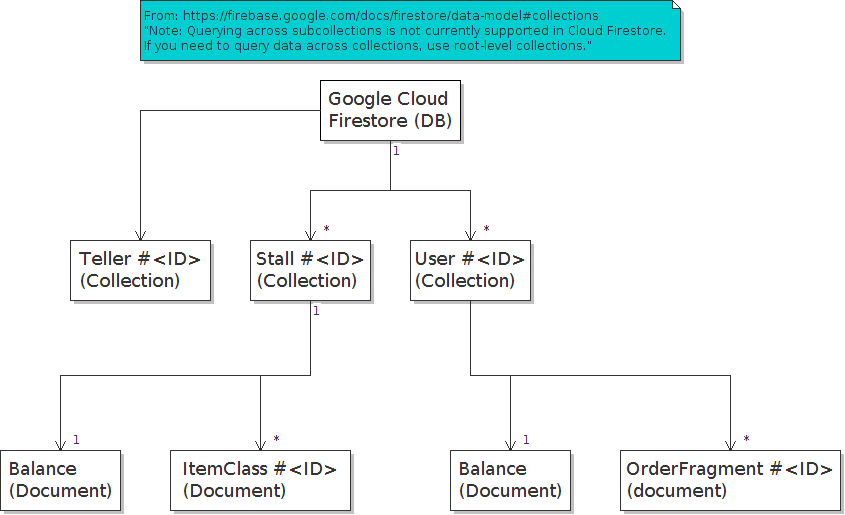 From: https://firebase.google.com/docs/firestore/data-model#collections
"Note: Querying across subcollections is not currently supported in Cloud Firestore.
If you need to query data across collections, use root-level collections."
Google Cloud
Firestore (DB)
1
*
*
Teller #<ID>
(Collection)
Stall #<ID>
(Collection)
User #<ID>
(Collection)
1
1
*
1
*
Balance
(Document)
ItemClass #<ID>
(Document)
Balance
(Document)
OrderFragment #<ID>
(document)